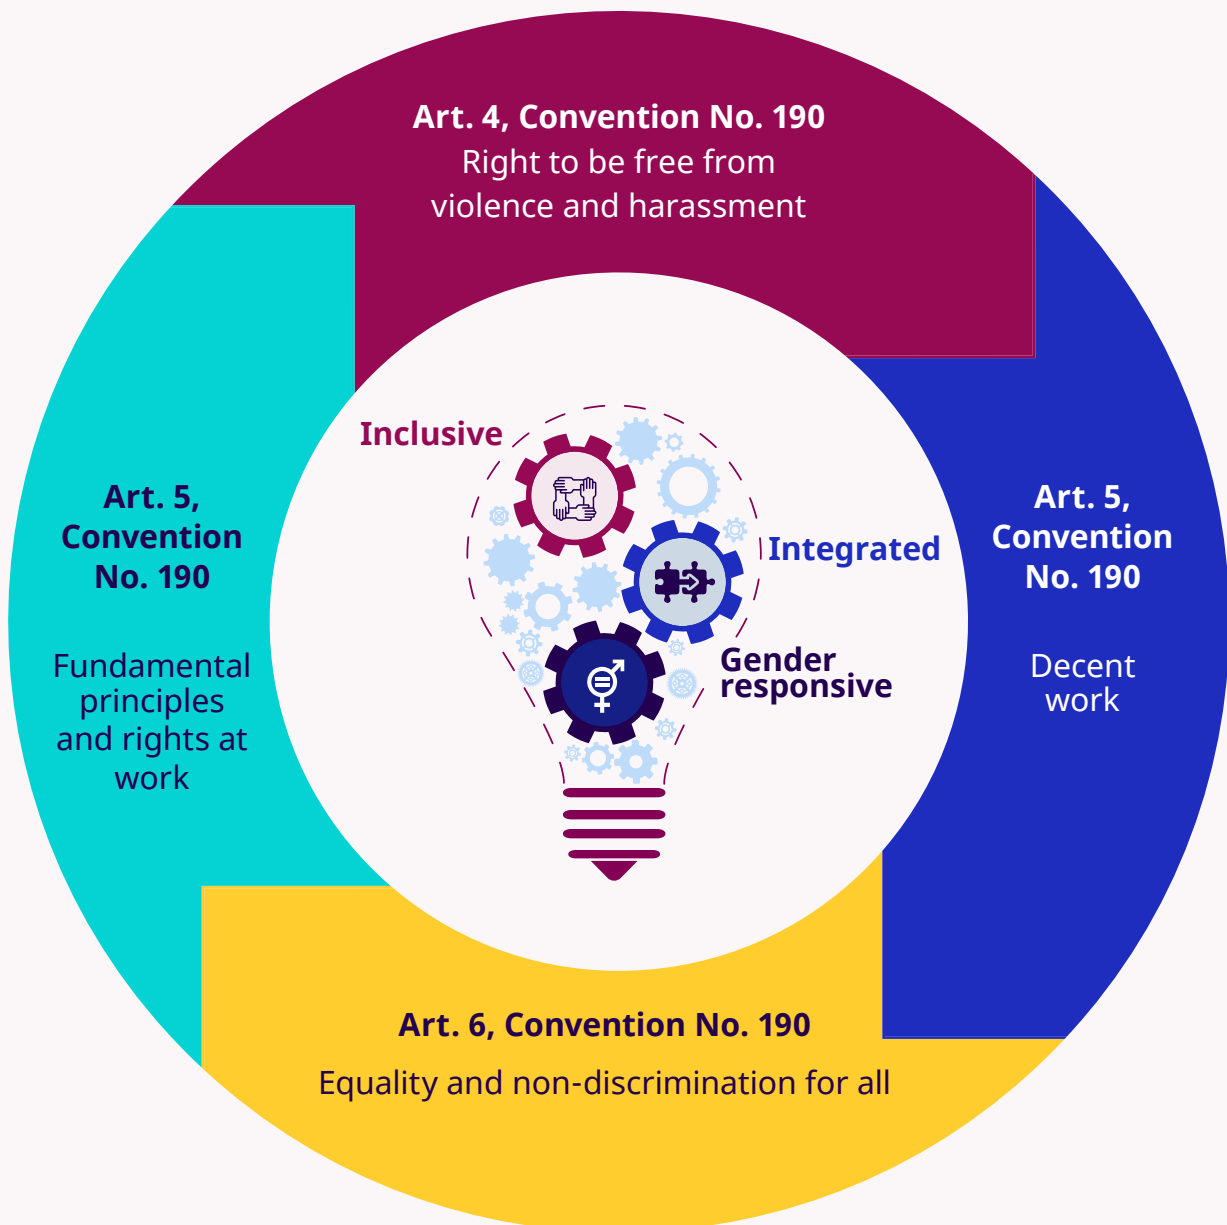 Art. 4, Convention No. 190
Right to be free from
violence and harassment
Inclusive
Integrated
Gender
responsive
Art. 5,
Convention
No. 190
Fundamental
principles
and rights at
work
Art. 5,
Convention
No. 190
Decent
work
Art. 6, Convention No. 190
Equality and non-discrimination for all